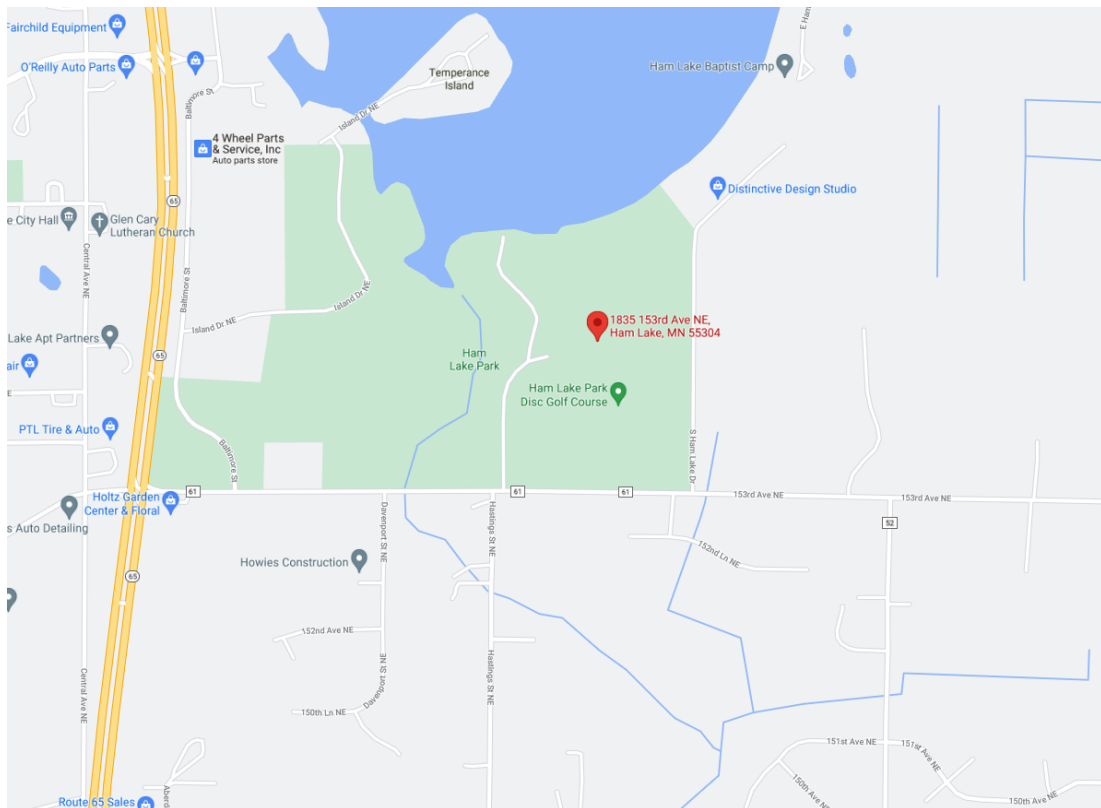 Fairchild Equipment
O'Reilly Auto Parts
Baltimore St
4 Wheel Parts
& Service, Inc
Auto parts store
Temperance
Island
Island Dr NE
Ham Lake Baptist Camp
E Ham
Distinctive Design Studio
65
e City Hall
Glen Cary
Lutheran Church
Central Ave NE
Baltimore St
Island Dr NE
Island Dr NE
1835 153rd Ave NE,
Ham Lake, MN 55304
Lake Apt Partners
65
air
Ham
Lake Park
Ham Lake Park
Disc Golf Course
E
PTL Tire & Auto
Baltimore St
S Ham Lake Dr
61
61
61
153rd Ave NE
153rd Ave NE
Holtz Garden
Center & Floral
s Auto Detailing
Davenport St NE
Hastings St NE
52
152nd Ln NE
Howies Construction
65
152nd Ave NE
Central Ave NE
Davenport St NE
Hastings St NE
150th Ln NE
151st Ave NE
151st Ave NE
150th Ave NE
150th Ave NE
Aberd
Route 65 Sales